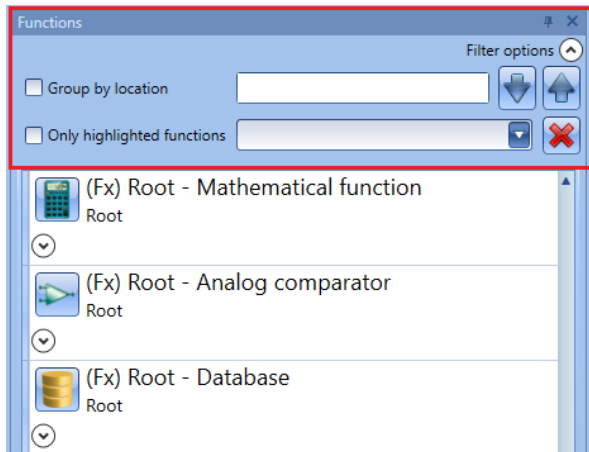 Functions
Filter options
Group by location
Only highlighted functions
(Fx) Root - Mathematical function
Root
(Fx) Root - Analog comparator
Root
(Fx) Root - Database
Root